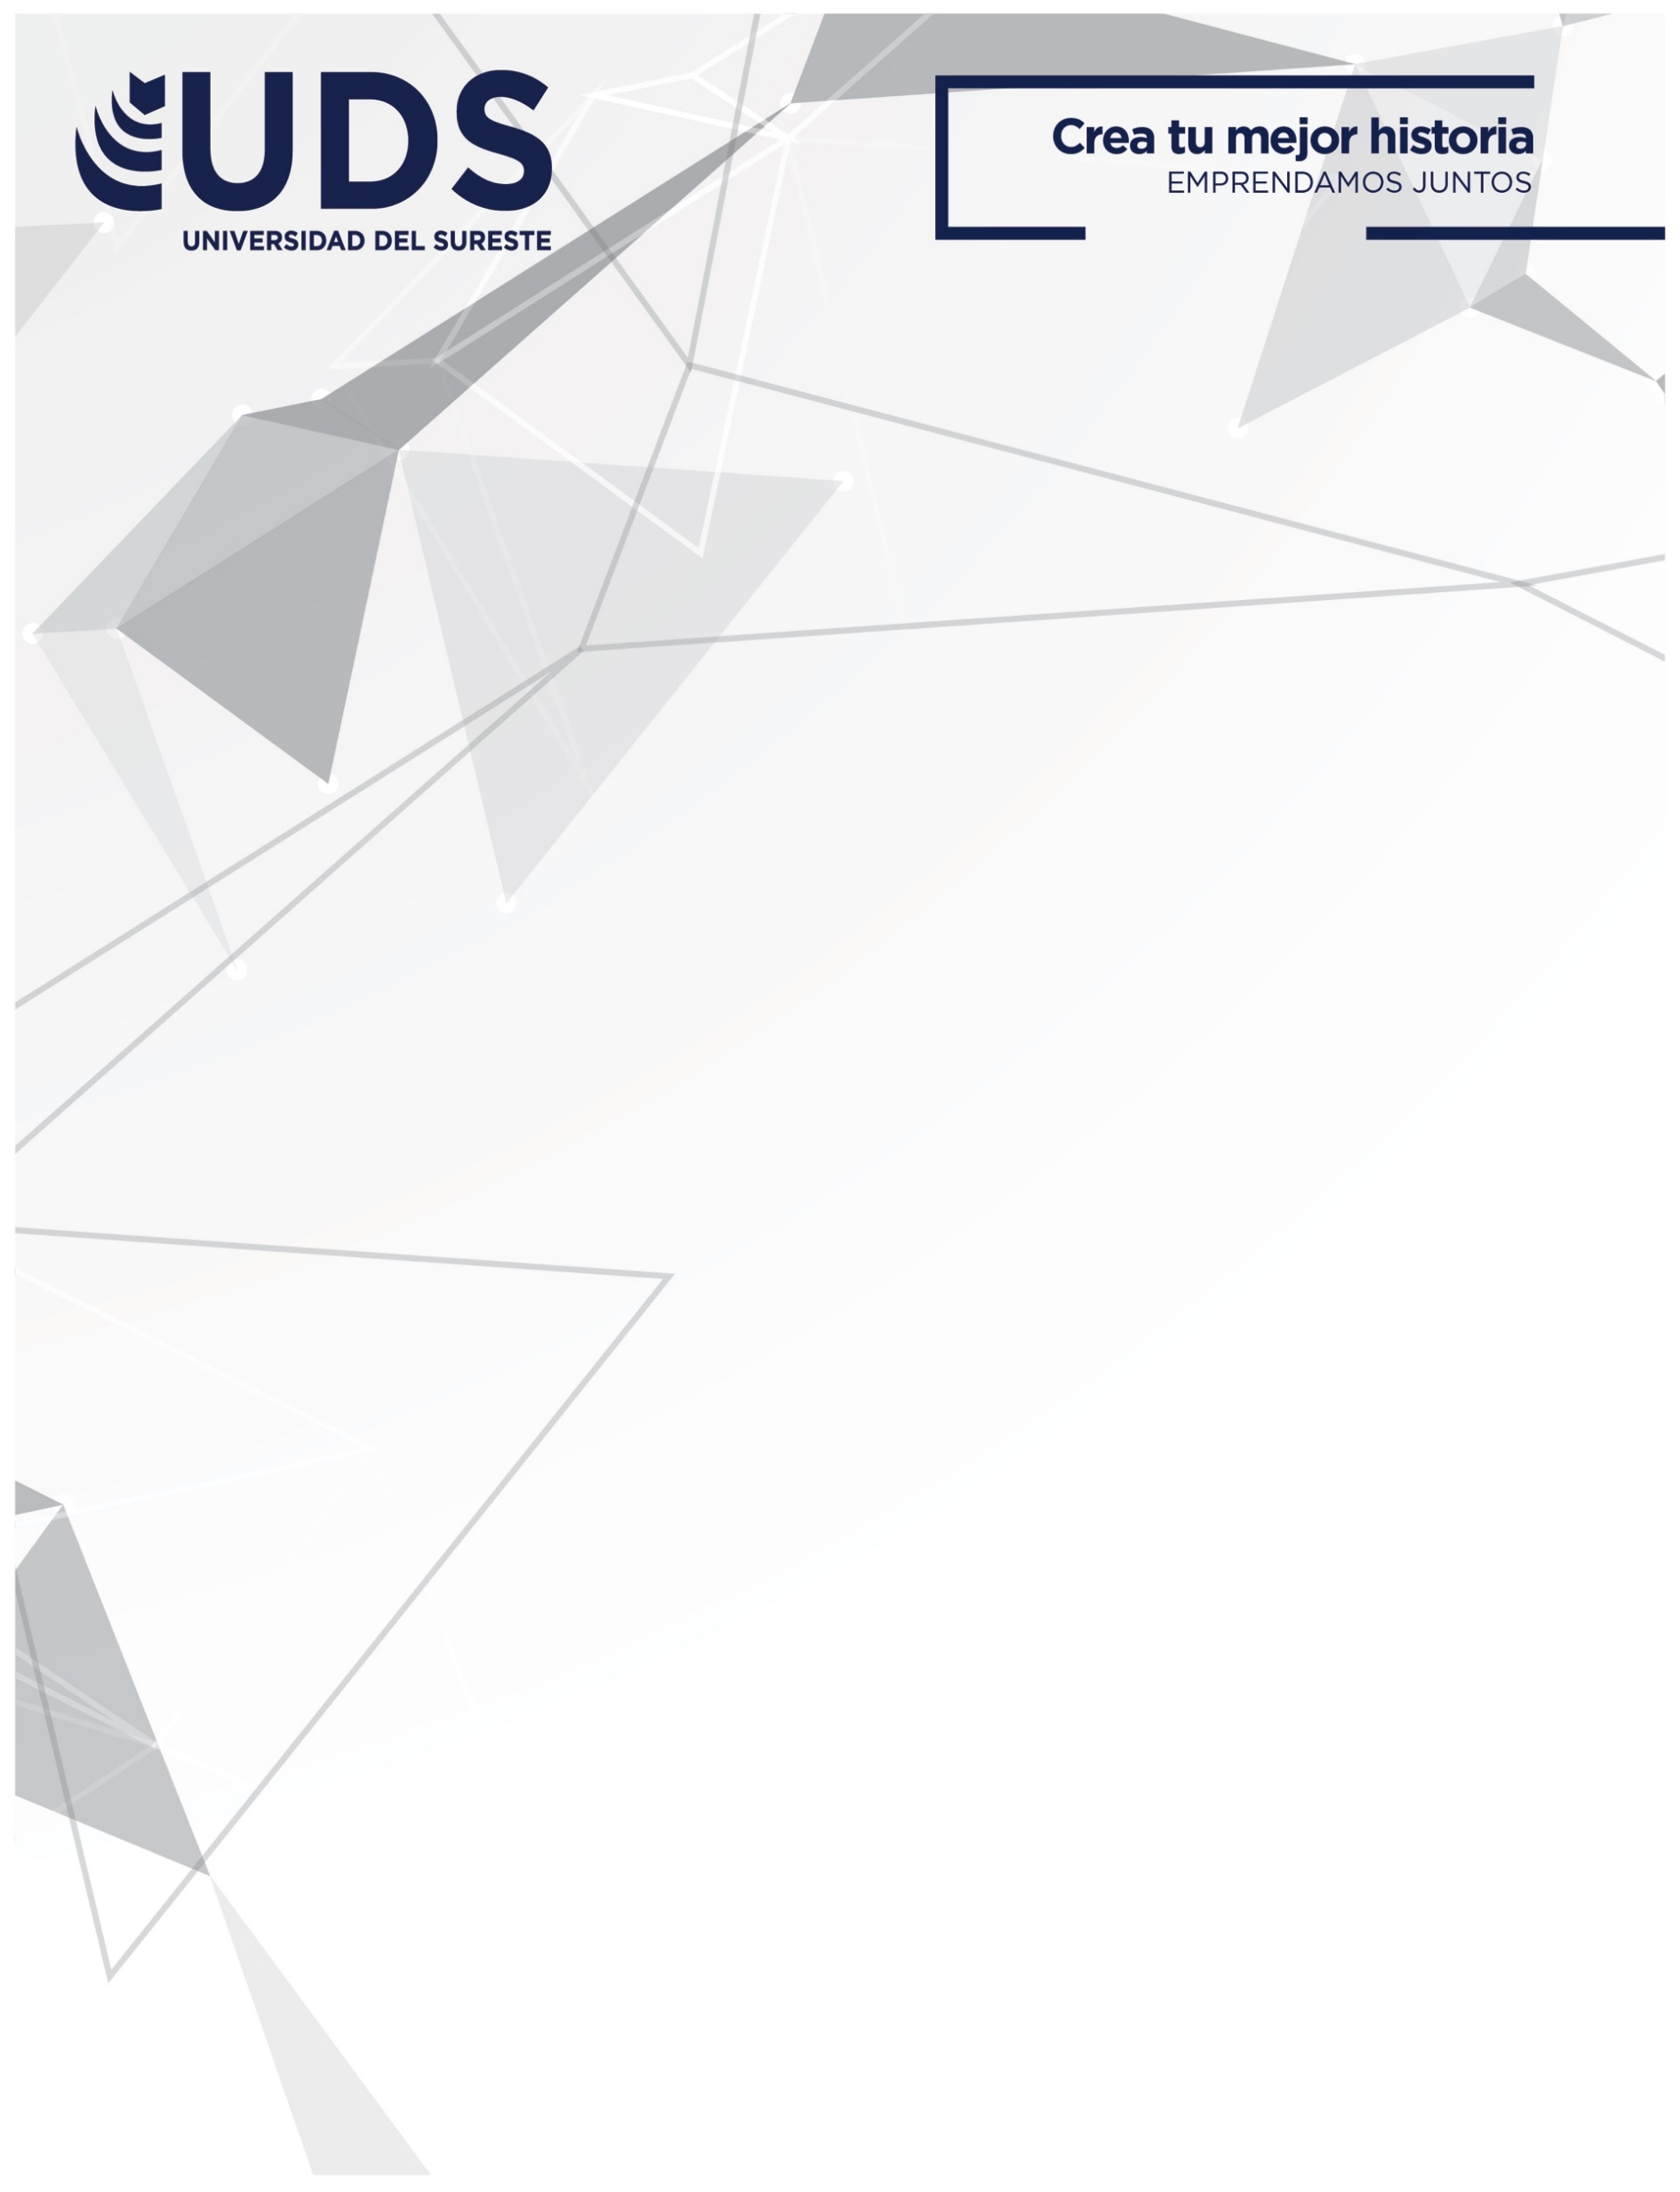 UDS
UNIVERSIDAD DEL SURESTE
Crea tu mejor historia
EMPRENDAMOS JUNTOS